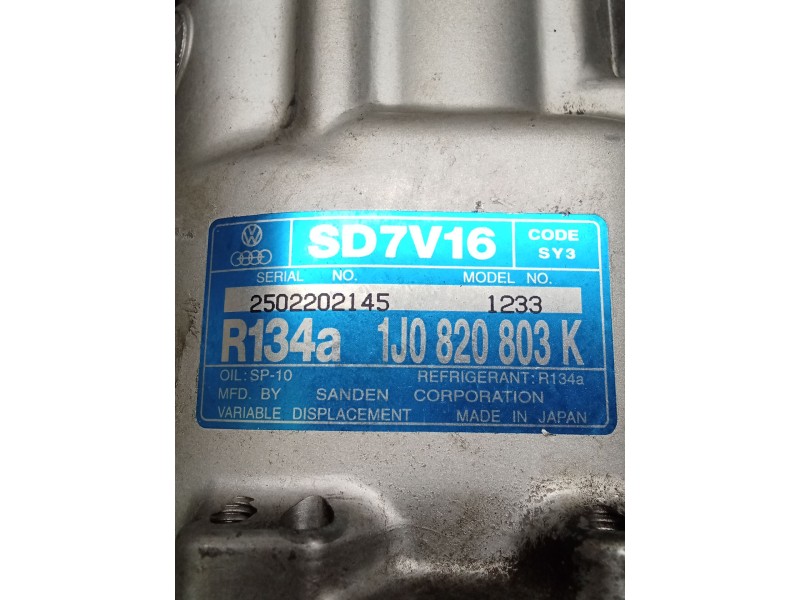 SD7V16
CODE
SY3
SERIAL NO. MODEL NO.
2502202145 1233
R134a 1J0 820 803 K
OIL:SP-10 REFRIGERANT:R134a
MFD. BY SANDEN CORPORATION
VARIABLE DISPLACEMENT MADE IN JAPAN